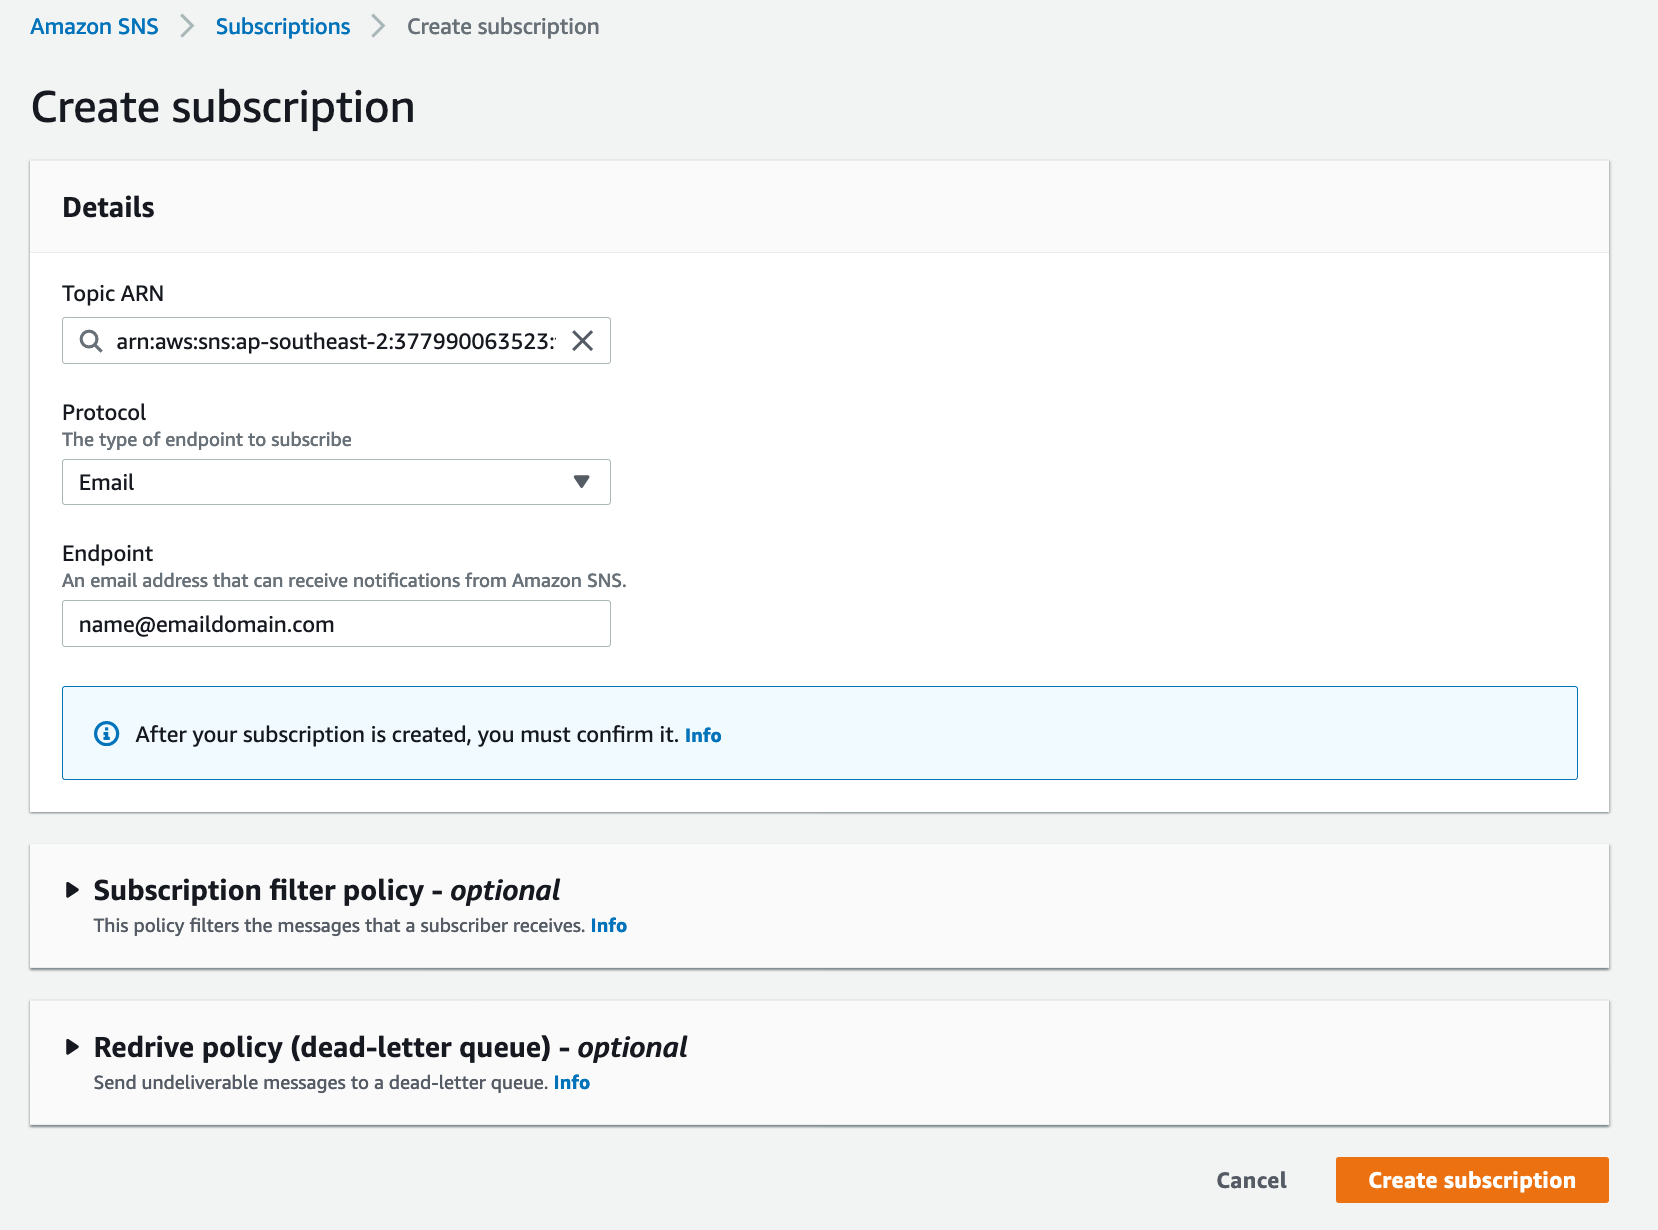 Amazon SNS > Subscriptions > Create subscription
Create subscription
Details
Topic ARN
arn:aws:sns:ap-southeast-2:377990063523:
Protocol
The type of endpoint to subscribe
Email
Endpoint
An email address that can receive notifications from Amazon SNS.
name@emaildomain.com
After your subscription is created, you must confirm it. Info
Subscription filter policy - optional
This policy filters the messages that a subscriber receives. Info
Redrive policy (dead-letter queue) - optional
Send undeliverable messages to a dead-letter queue. Info
Cancel Create subscription